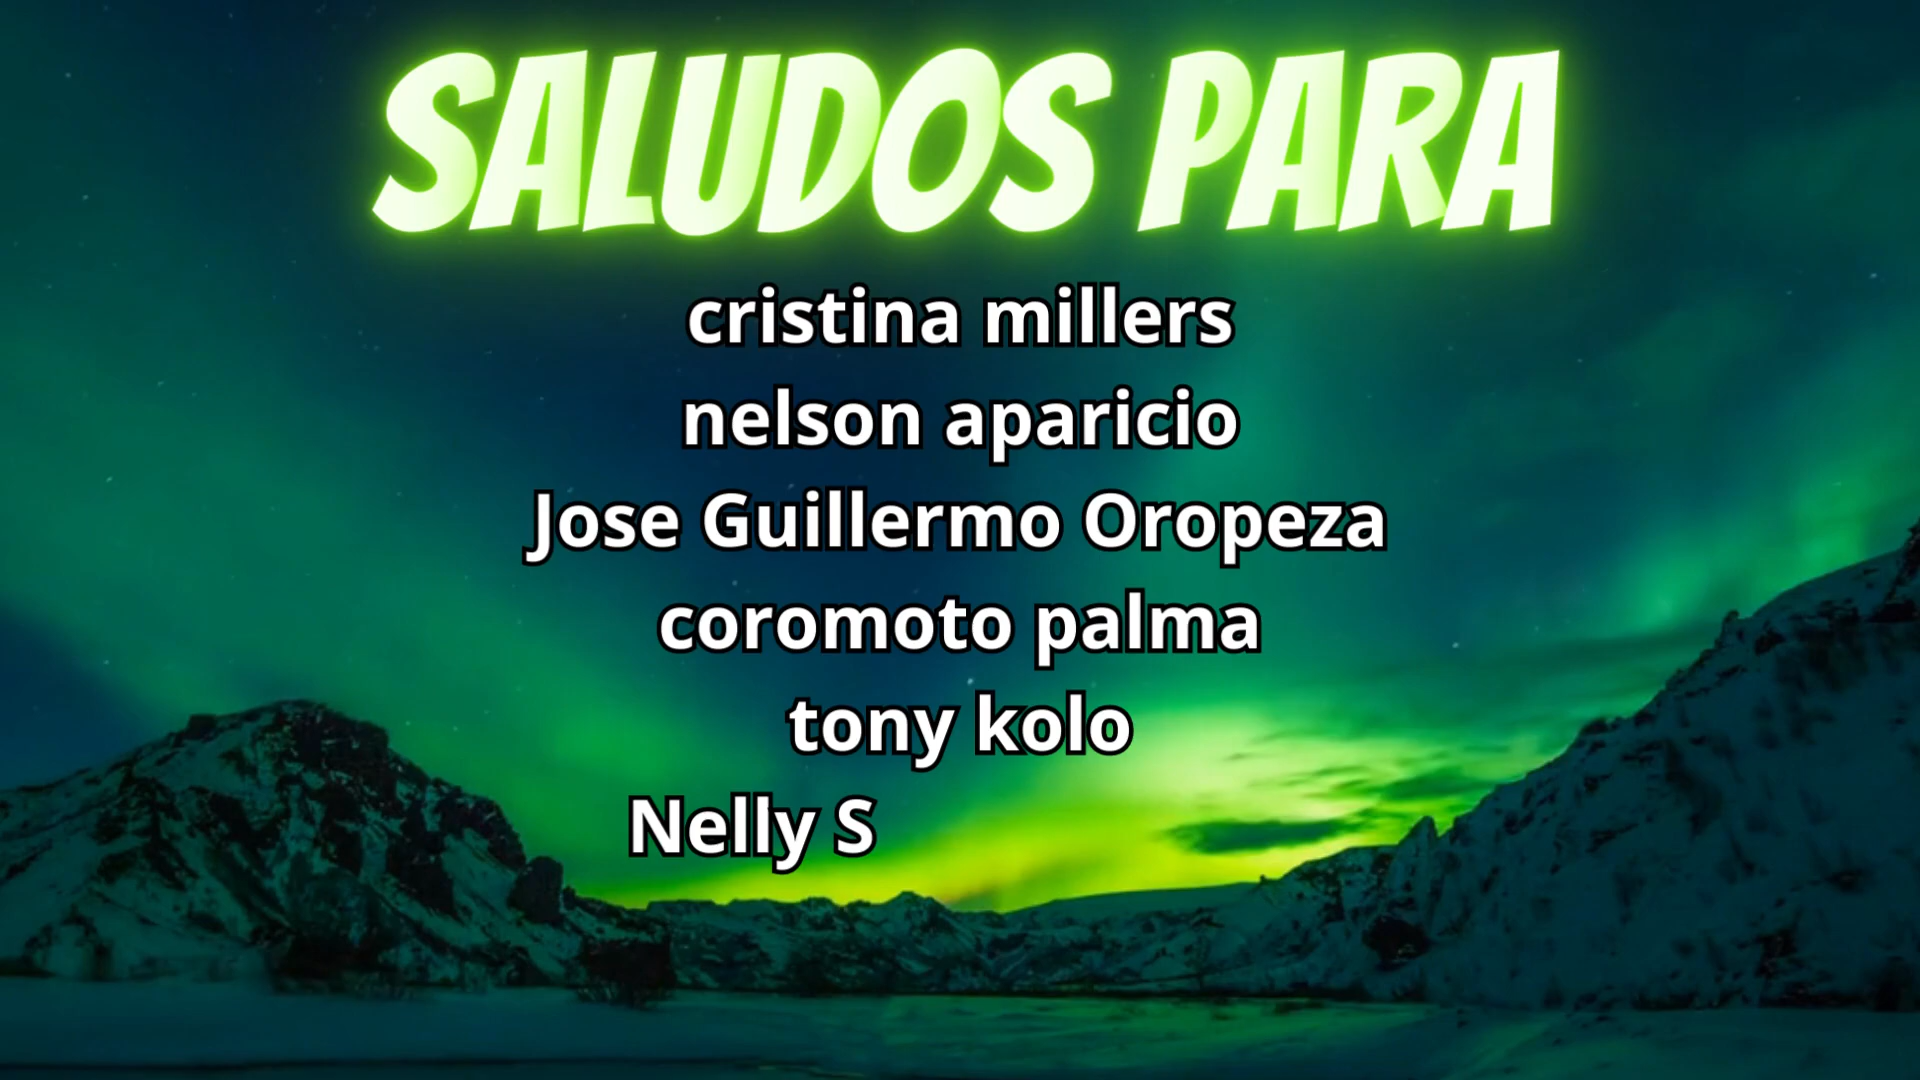 SALUDOS PARA
cristina millers
nelson aparicio
Jose Guillermo Oropeza
coromoto palma
tony kolo
Nelly S